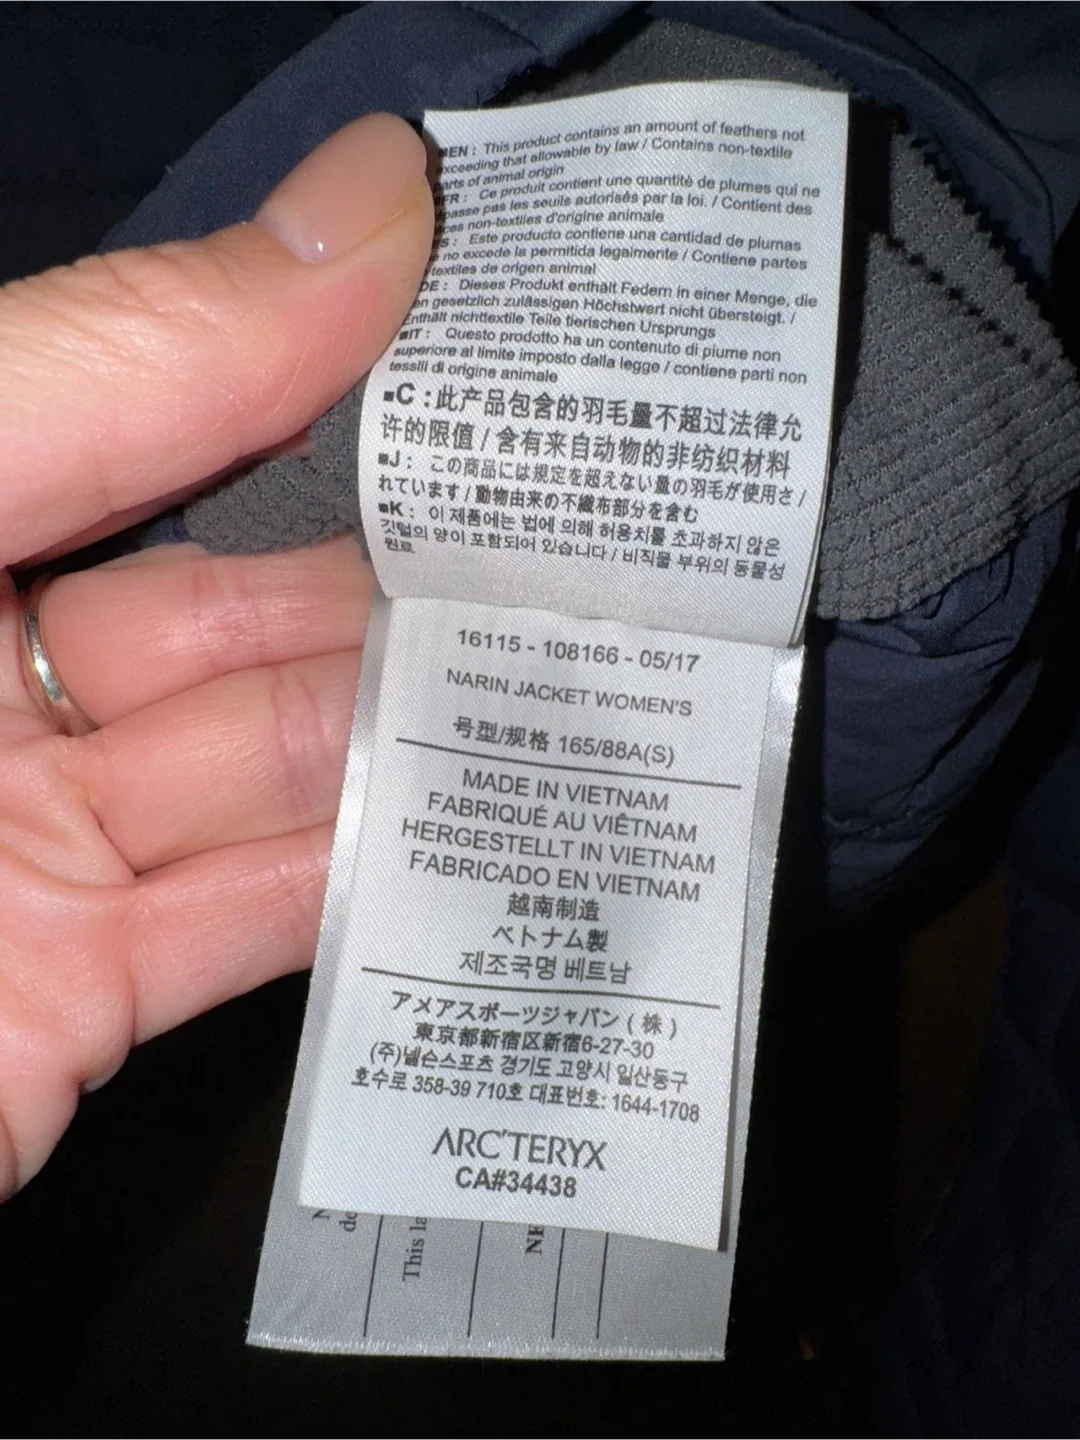 ■EN : This product contains an amount of feathers not
exceeding that allowable by law / Contains non-textile
parts of animal origin
■FR : Ce produit contient une quantité de plumes qui ne
passe pas les seuils autorisés par la loi. / Contient des
non-textiles d'origine animale
S : Este producto contiene una cantidad de plumas
no excede la permitida legalmente / Contiene partes
textiles de origen animal
DE : Dieses Produkt enthält Federn in einer Menge, die
en gesetzlich zulässigen Höchstwert nicht übersteigt. /
Enthält nichttextile Teile tierischen Ursprungs
■IT : Questo prodotto ha un contenuto di piume non
superiore al limite imposto dalla legge / contiene parti non
tessili di origine animale
■C : 此产品包含的羽毛量不超过法律允
许的限值 / 含有来自动物的非纺织材料
■J : この商品には規定を超えない量の羽毛が使用さ /
れています / 動物由来の不織布部分を含む
■K : 이 제품에는 법에 의해 허용치를 초과하지 않은
깃털의 양이 포함되어 있습니다 / 비직물 부위의 동물성
원료
16115 - 108166 - 05/17
NARIN JACKET WOMEN'S
号型/规格 165/88A(S)
MADE IN VIETNAM
FABRIQUÉ AU VIÊTNAM
HERGESTELLT IN VIETNAM
FABRICADO EN VIETNAM
越南制造
ベトナム製
제조국명 베트남
アメアスポーツジャパン ( 株 )
東京都新宿区新宿6-27-30
(주)넬슨스포츠 경기도 고양시 일산동구
호수로 358-39 710호 대표번호: 1644-1708
ARC'TERYX
CA#34438
de
This la
NE